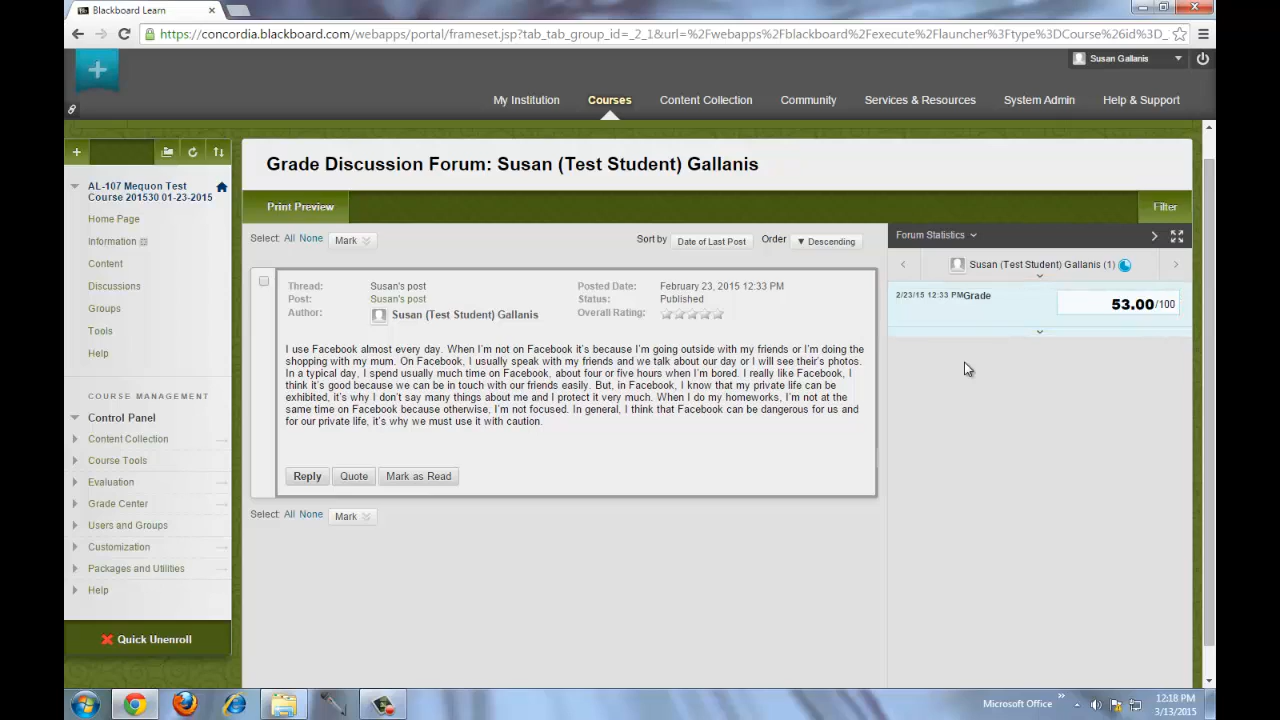 Blackboard Learn
https://concordia.blackboard.com/webapps/portal/frameset.jsp?tab_tab_group_id=_2_1&url=%2Fwebapps%2Fblackboard%2Fexecute%2Flauncher%3Ftype%3DCourse%26id%3D_
Susan Gallanis
My Institution Courses Content Collection Community Services & Resources System Admin Help & Support
AL-107 Mequon Test
Course 201530 01-23-2015
Home Page
Information
Content
Discussions
Groups
Tools
Help
COURSE MANAGEMENT
Control Panel
Content Collection
Course Tools
Evaluation
Grade Center
Users and Groups
Customization
Packages and Utilities
Help
Quick Unenroll
Grade Discussion Forum: Susan (Test Student) Gallanis
Print Preview Filter
Select: All None Mark Sort by Date of Last Post Order Descending
Thread: Susan's post Posted Date: February 23, 2015 12:33 PM
Post: Susan's post Status: Published
Author: Susan (Test Student) Gallanis Overall Rating:
I use Facebook almost every day. When I'm not on Facebook it's because I'm going outside with my friends or I'm doing the
shopping with my mum. On Facebook, I usually speak with my friends and we talk about our day or I will see their's photos.
In a typical day, I spend usually much time on Facebook, about four or five hours when I'm bored. I really like Facebook, I
think it's good because we can be in touch with our friends easily. But, in Facebook, I know that my private life can be
exhibited, it's why I don't say many things about me and I protect it very much. When I do my homeworks, I'm not at the
same time on Facebook because otherwise, I'm not focused. In general, I think that Facebook can be dangerous for us and
for our private life, it's why we must use it with caution.
Reply Quote Mark as Read
Select: All None Mark
Forum Statistics
Susan (Test Student) Gallanis (1)
2/23/15 12:33 PM Grade 53.00/100
Microsoft Office
12:18 PM
3/13/2015